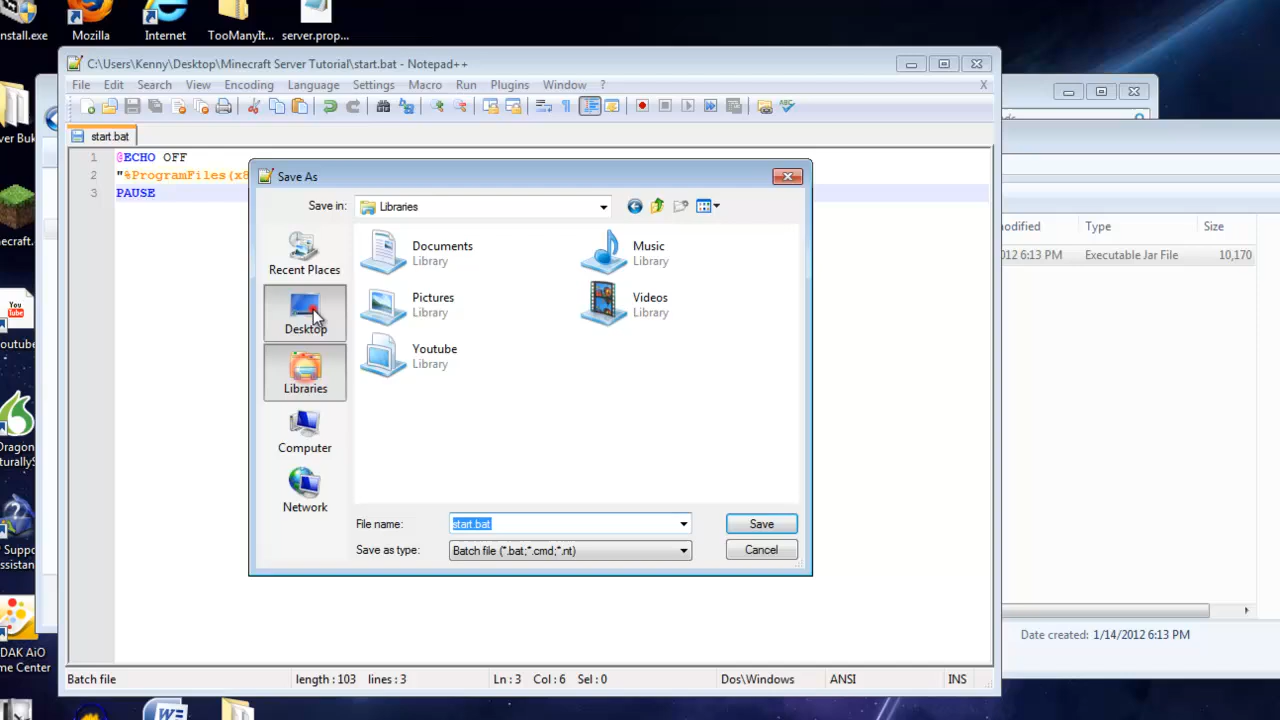 nstall.exe
Mozilla
Internet
TooManyIt...
server.prop...
C:\Users\Kenny\Desktop\Minecraft Server Tutorial\start.bat - Notepad++
File Edit Search View Encoding Language Settings Macro Run Plugins Window ? X
start.bat
1 @ECHO OFF
2 "%ProgramFiles(x8
3 PAUSE
Save As
Save in: Libraries
Recent Places
Desktop
Libraries
Computer
Network
Documents
Library
Music
Library
Pictures
Library
Videos
Library
Youtube
Library
File name: start.bat Save
Save as type: Batch file (*.bat;*.cmd;*.nt) Cancel
ver Buk
necraft.
You
Tube
outube
Dragon
turallyS
P Suppo
Assistan
DAK AiO
me Center
odified Type Size
012 6:13 PM Executable Jar File 10,170
Date created: 1/14/2012 6:13 PM
Batch file length : 103 lines : 3 Ln : 3 Col : 6 Sel : 0 Dos\Windows ANSI INS